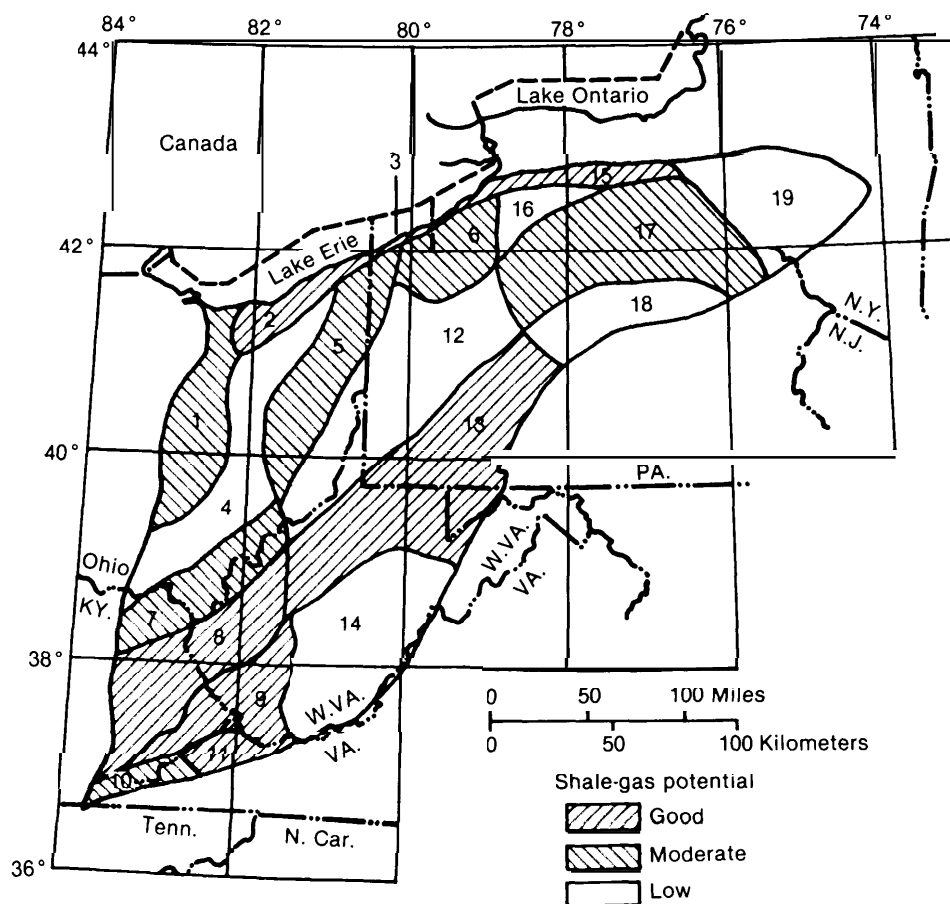 84° 82° 80° 78° 76° 74°
44°
Lake Ontario
Canada
3
15
16
19
6
17
42°
Lake Erie
2
18
12
5
N.Y.
N.J.
1
13
40°
PA.
4
Ohio
KY.
W.VA.
VA.
7
8
14
38°
9
W.VA.
VA.
0 50 100 Miles
0 50 100 Kilometers
11
10
Shale-gas potential
Tenn.
N. Car.
Good
Moderate
36°
Low